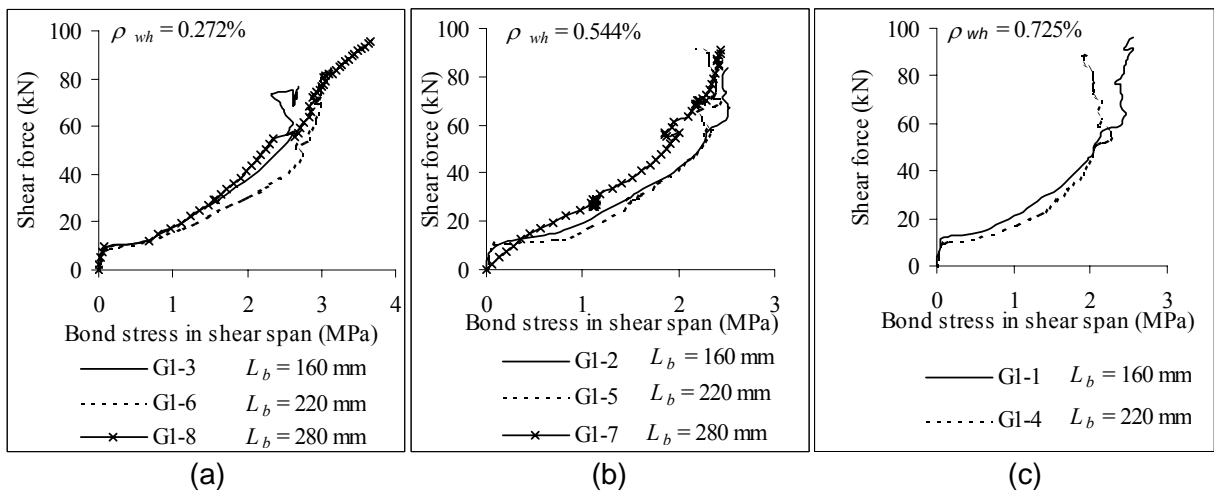 ρ wh = 0.272%
100
80
60
40
20
0
Shear force (kN)
0 1 2 3 4
Bond stress in shear span (MPa)
G1-3 L b = 160 mm
G1-6 L b = 220 mm
G1-8 L b = 280 mm
(a)
ρ wh = 0.544%
100
80
60
40
20
0
Shear force (kN)
0 1 2 3
Bond stress in shear span (MPa)
G1-2 L b = 160 mm
G1-5 L b = 220 mm
G1-7 L b = 280 mm
(b)
ρ wh = 0.725%
100
80
60
40
20
0
Shear force (kN)
0 1 2 3
Bond stress in shear span (MPa)
G1-1 L b = 160 mm
G1-4 L b = 220 mm
(c)